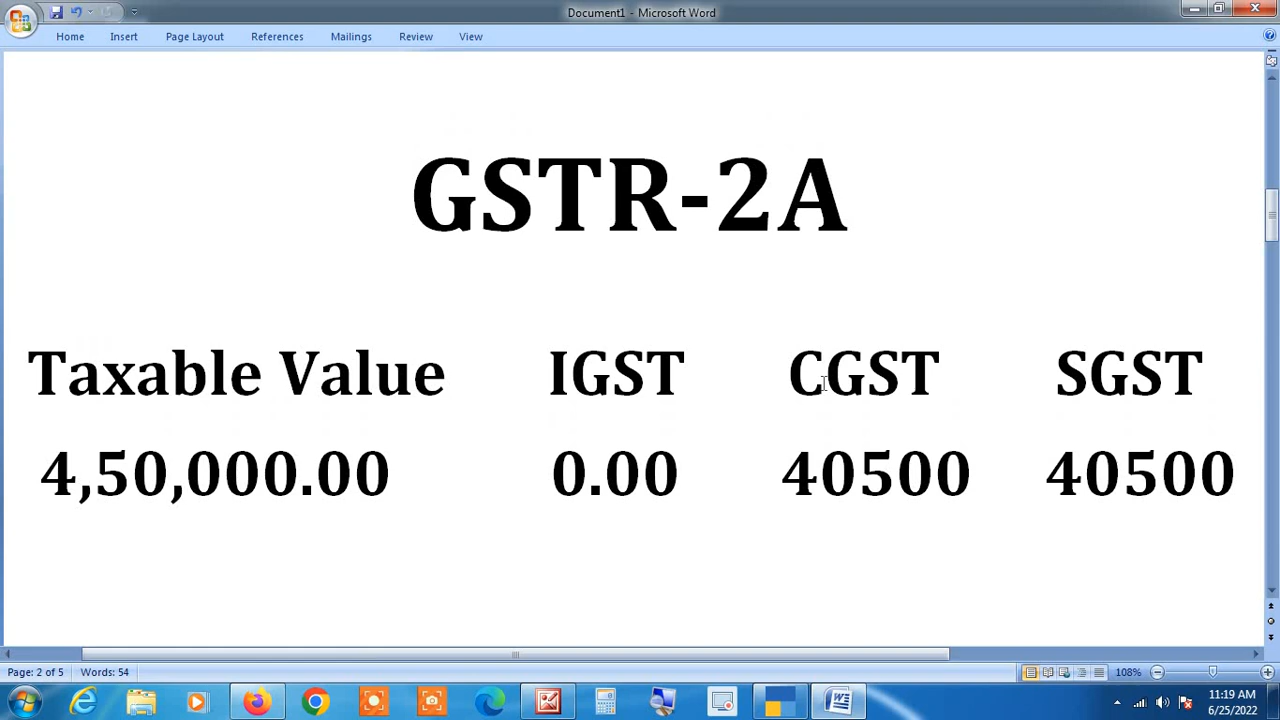 Document1 - Microsoft Word
Home Insert Page Layout References Mailings Review View
GSTR-2A
Taxable Value IGST CGST SGST
4,50,000.00 0.00 40500 40500
Page: 2 of 5 Words: 54 108%
11:19 AM
6/25/2022